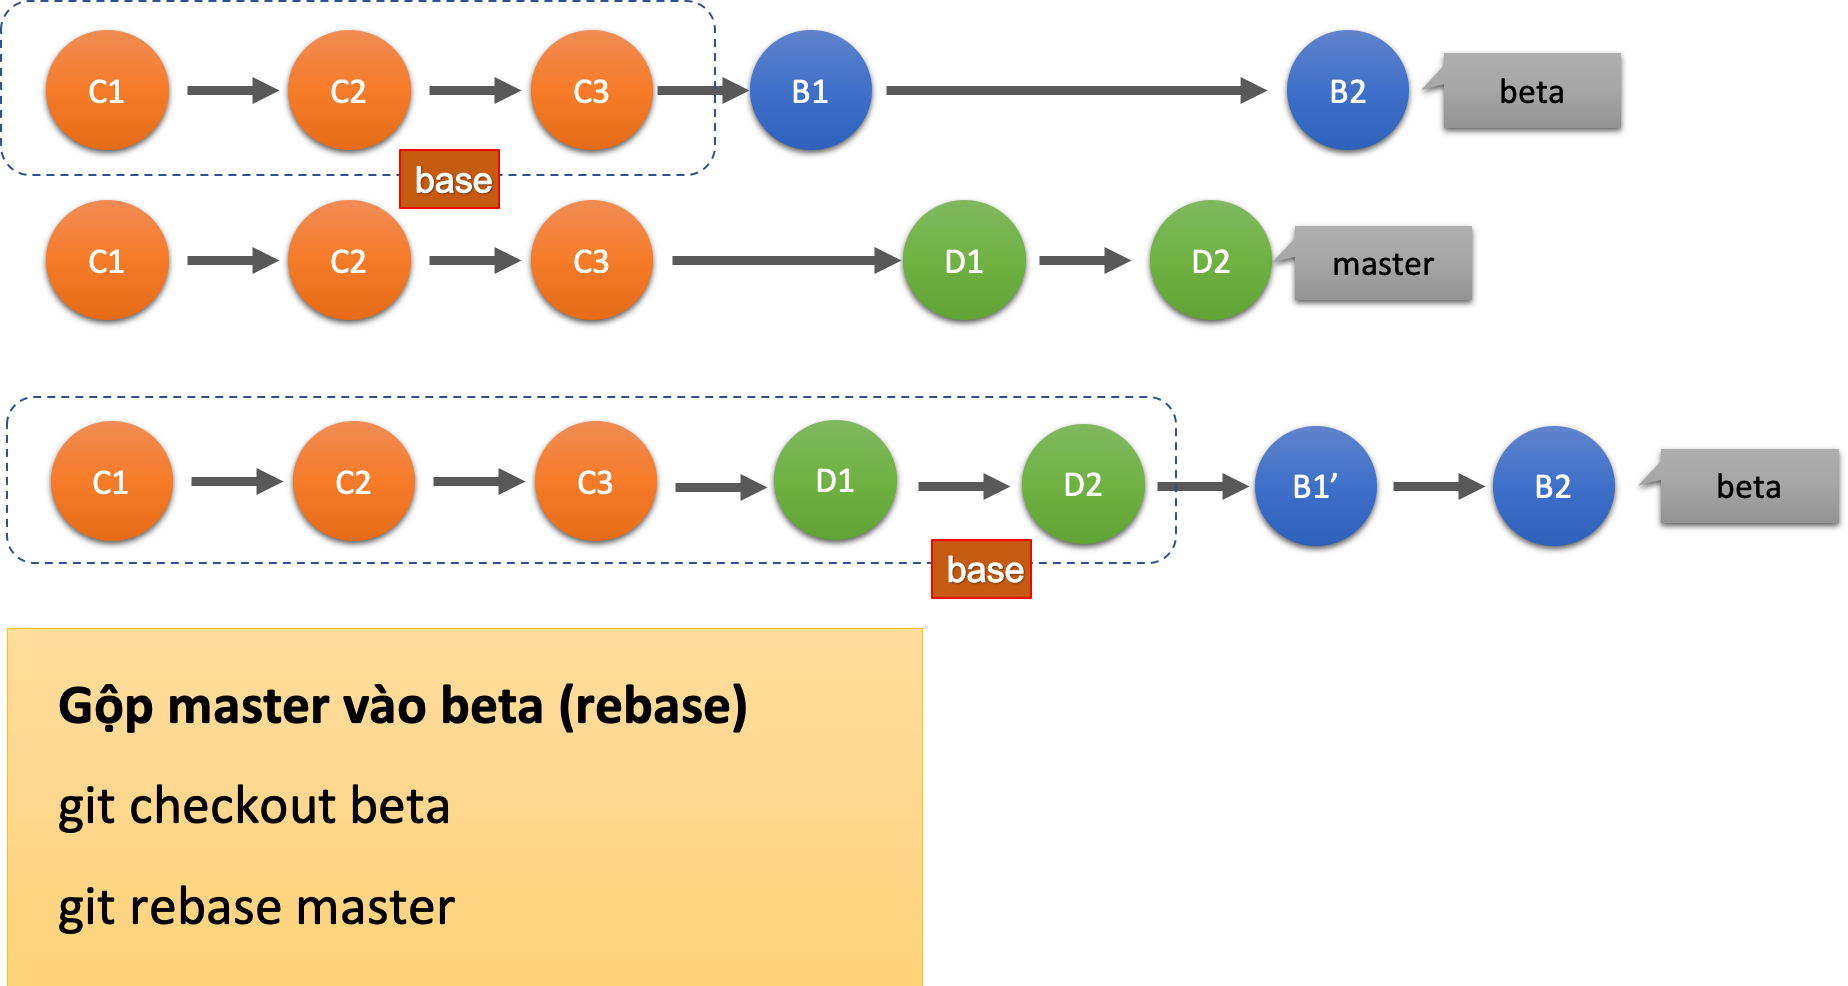 C1 C2 C3 B1 B2 beta
base
C1 C2 C3 D1 D2 master
C1 C2 C3 D1 D2 B1’ B2 beta
base
Gộp master vào beta (rebase)
git checkout beta
git rebase master